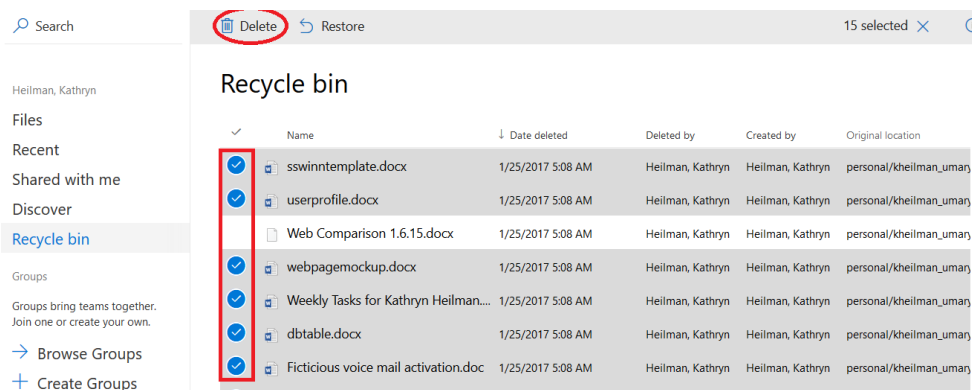 Search
Delete Restore 15 selected
Heilman, Kathryn
Files
Recent
Shared with me
Discover
Recycle bin
Groups
Groups bring teams together.
Join one or create your own.
Browse Groups
Create Groups
Recycle bin
Name Date deleted Deleted by Created by Original location
sswinntemplate.docx 1/25/2017 5:08 AM Heilman, Kathryn Heilman, Kathryn personal/kheilman_umary
userprofile.docx 1/25/2017 5:08 AM Heilman, Kathryn Heilman, Kathryn personal/kheilman_umary
Web Comparison 1.6.15.docx 1/25/2017 5:08 AM Heilman, Kathryn Heilman, Kathryn personal/kheilman_umary
webpagemockup.docx 1/25/2017 5:08 AM Heilman, Kathryn Heilman, Kathryn personal/kheilman_umary
Weekly Tasks for Kathryn Heilman.... 1/25/2017 5:08 AM Heilman, Kathryn Heilman, Kathryn personal/kheilman_umary
dbtable.docx 1/25/2017 5:08 AM Heilman, Kathryn Heilman, Kathryn personal/kheilman_umary
Ficticious voice mail activation.doc 1/25/2017 5:08 AM Heilman, Kathryn Heilman, Kathryn personal/kheilman_umary